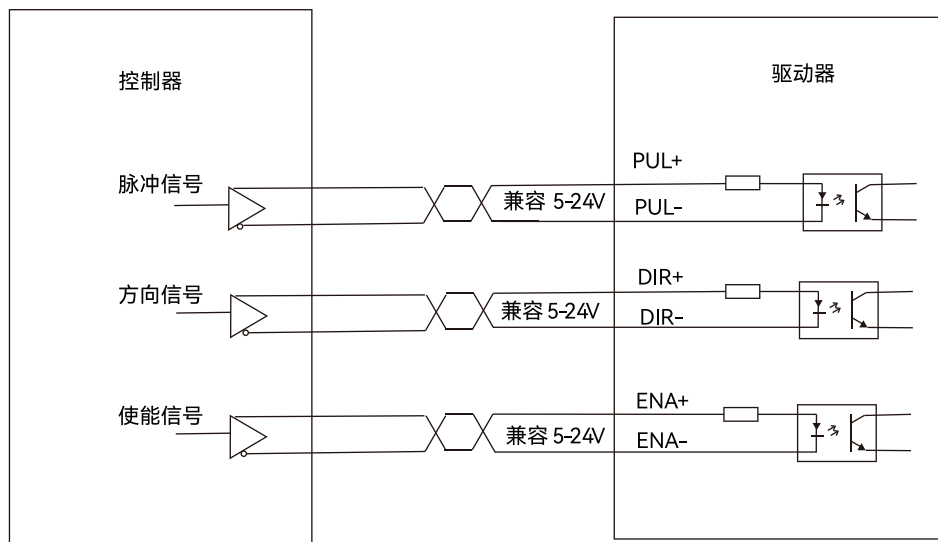 控制器
驱动器
脉冲信号
PUL+
兼容 5-24V
PUL-
方向信号
DIR+
兼容 5-24V
DIR-
使能信号
ENA+
兼容 5-24V
ENA-